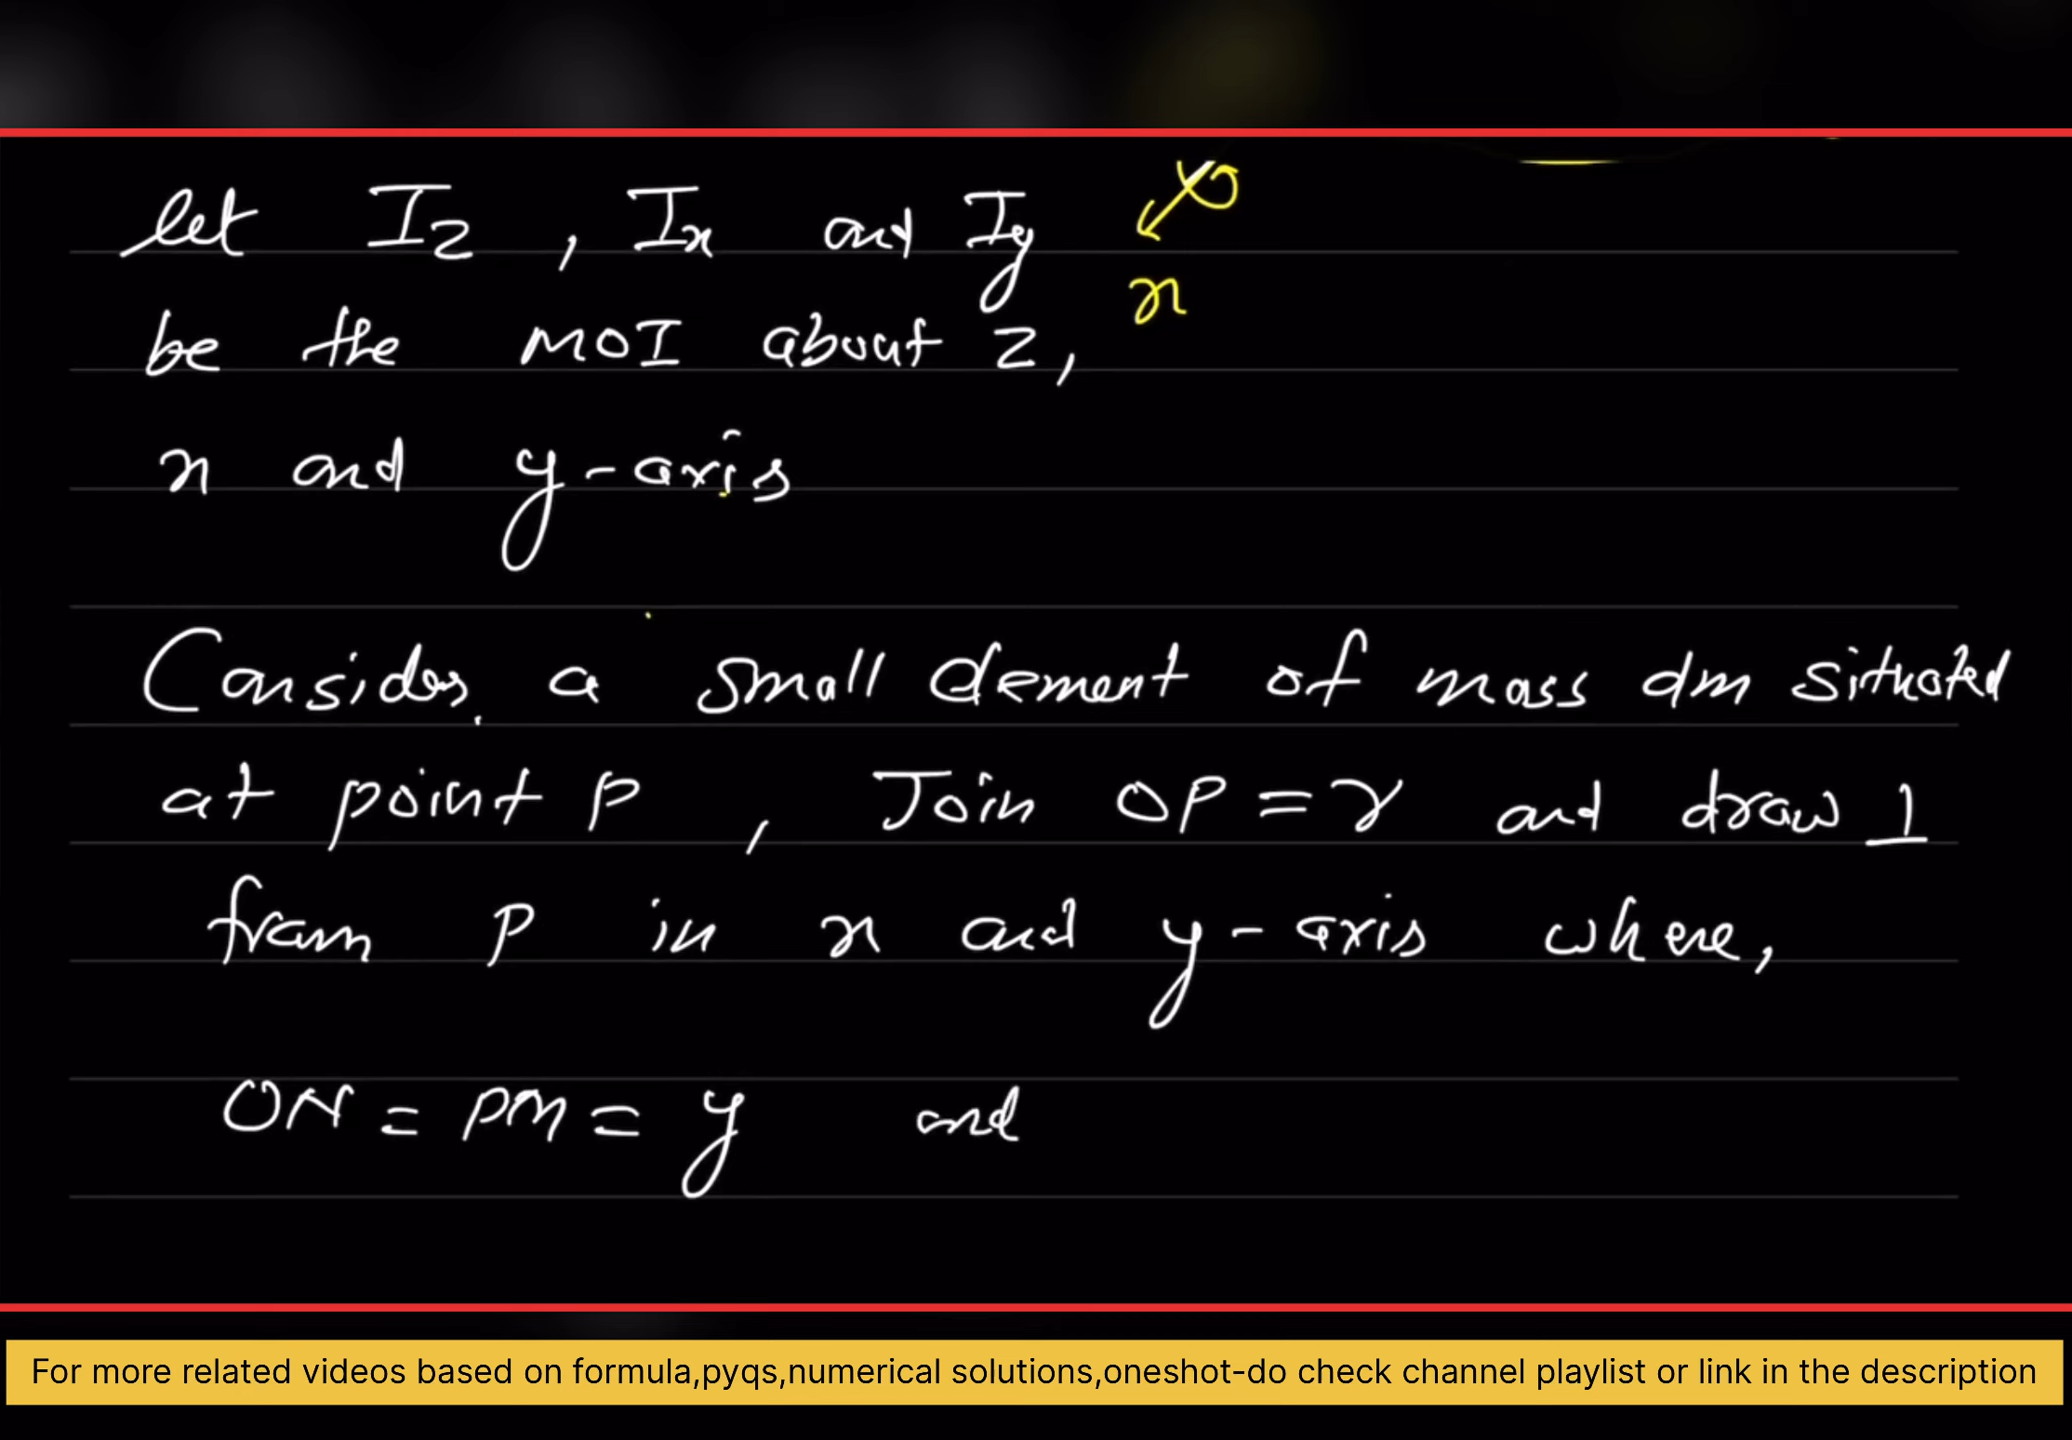 let Iz , Ix and Iy
x
be the MOI about z,
x and y-axis
Consider a small element of mass dm situated
at point P , Join OP = r and draw ⊥
from P in x and y-axis where,
ON = PM = y and
For more related videos based on formula,pyqs,numerical solutions,oneshot-do check channel playlist or link in the description